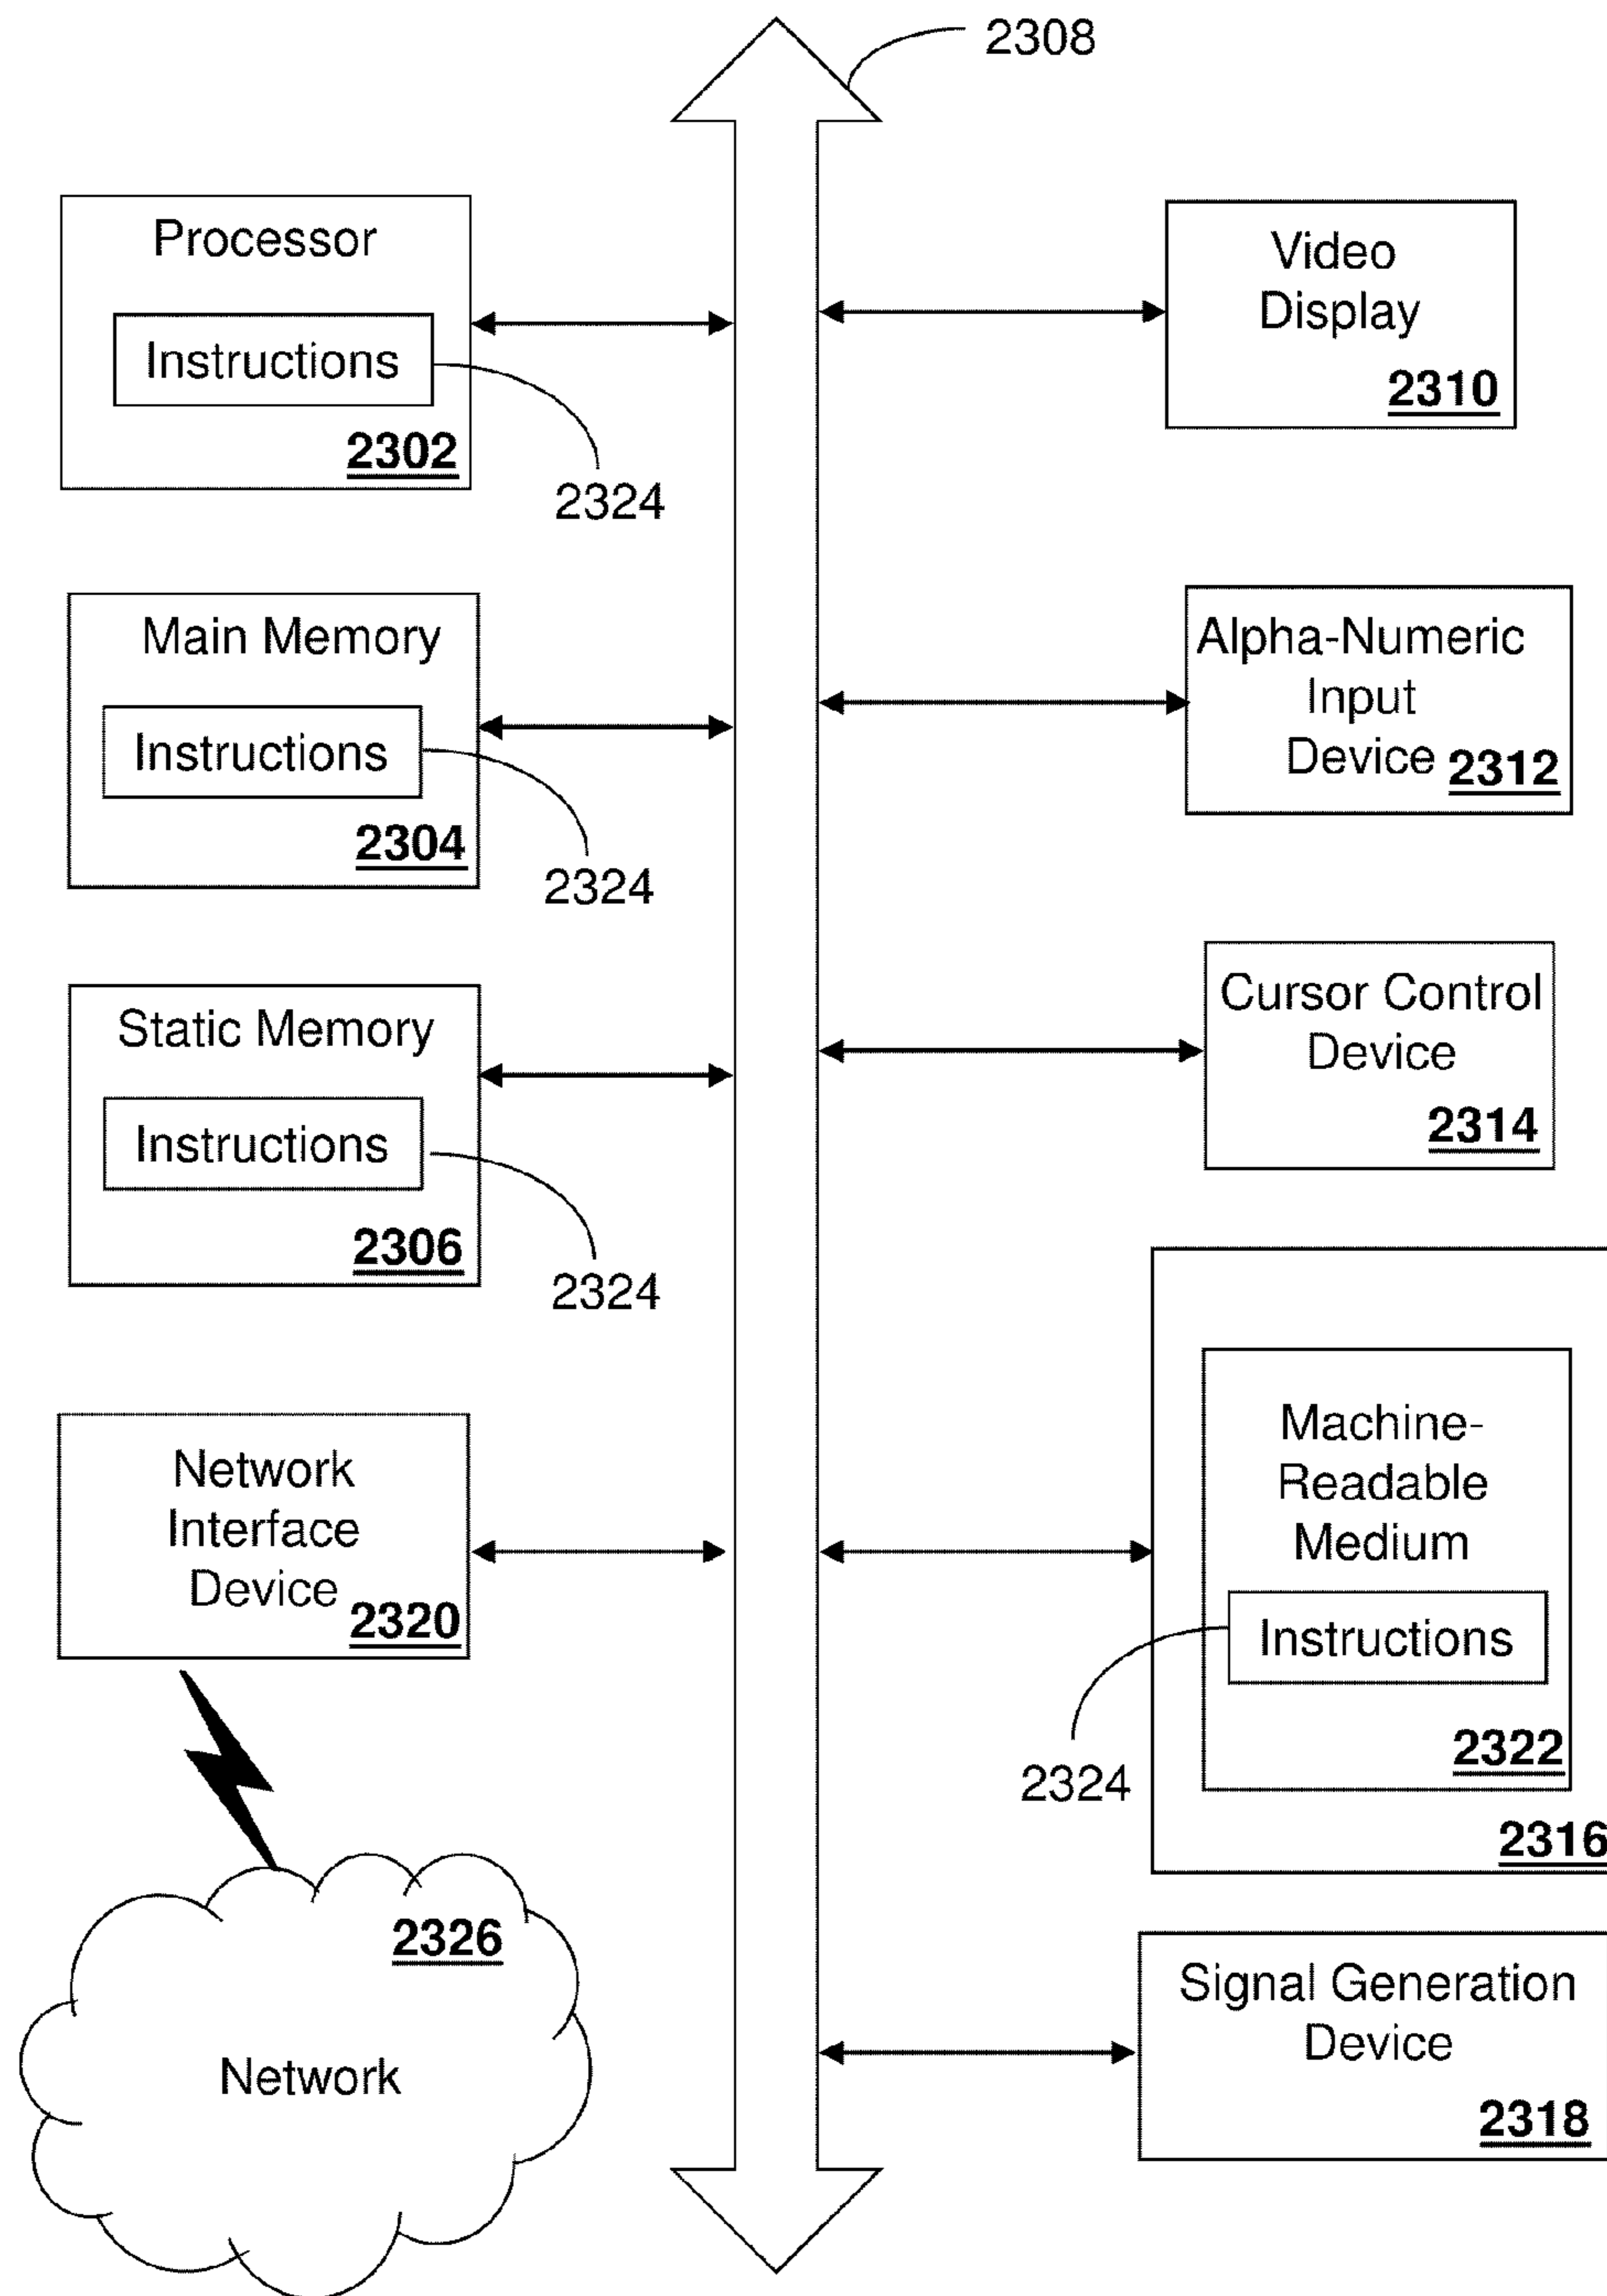 2308
Processor
Instructions
2302
2324
Main Memory
Instructions
2304
2324
Static Memory
Instructions
2306
2324
Network
Interface
Device
2320
2326
Network
Video
Display
2310
Alpha-Numeric
Input
Device 2312
Cursor Control
Device
2314
Machine-
Readable
Medium
Instructions
2322
2324
2316
Signal Generation
Device
2318